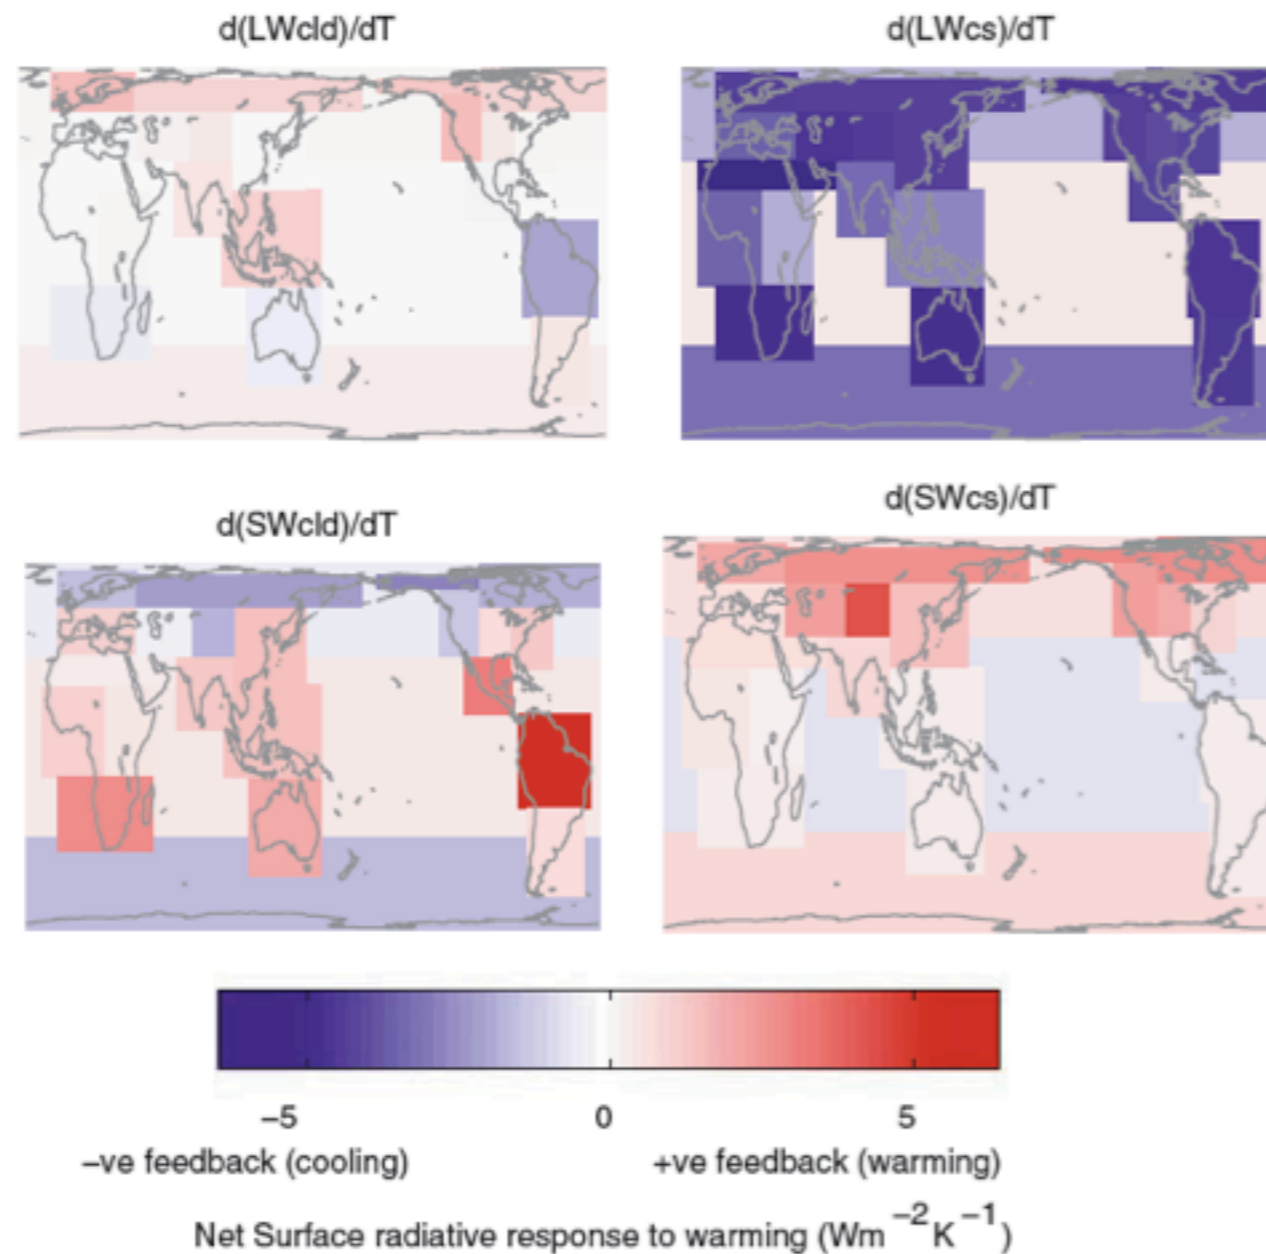 d(LWcld)/dT
d(LWcs)/dT
d(SWcld)/dT
d(SWcs)/dT
−5
0
5
−ve feedback (cooling)
+ve feedback (warming)
Net Surface radiative response to warming (Wm⁻²K⁻¹)